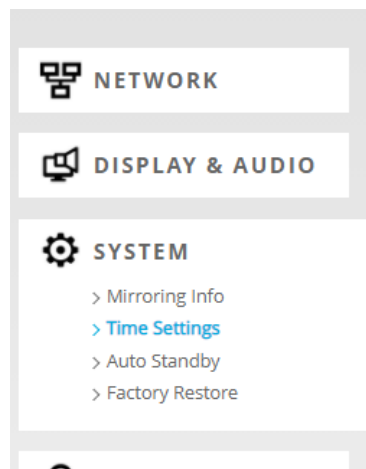 NETWORK
DISPLAY & AUDIO
SYSTEM
> Mirroring Info
> Time Settings
> Auto Standby
> Factory Restore